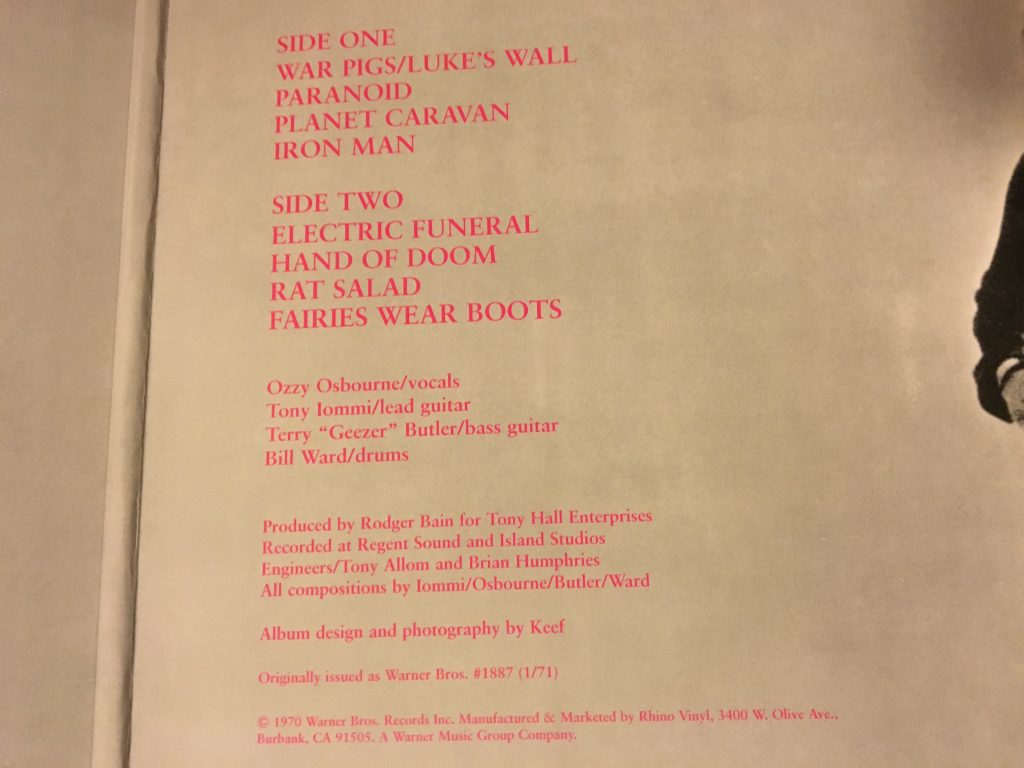 SIDE ONE
WAR PIGS/LUKE'S WALL
PARANOID
PLANET CARAVAN
IRON MAN
SIDE TWO
ELECTRIC FUNERAL
HAND OF DOOM
RAT SALAD
FAIRIES WEAR BOOTS
Ozzy Osbourne/vocals
Tony Iommi/lead guitar
Terry “Geezer” Butler/bass guitar
Bill Ward/drums
Produced by Rodger Bain for Tony Hall Enterprises
Recorded at Regent Sound and Island Studios
Engineers/Tony Allom and Brian Humphries
All compositions by Iommi/Osbourne/Butler/Ward
Album design and photography by Keef
Originally issued as Warner Bros. #1887 (1/71)
© 1970 Warner Bros. Records Inc. Manufactured & Marketed by Rhino Vinyl, 3400 W. Olive Ave.,
Burbank, CA 91505. A Warner Music Group Company.